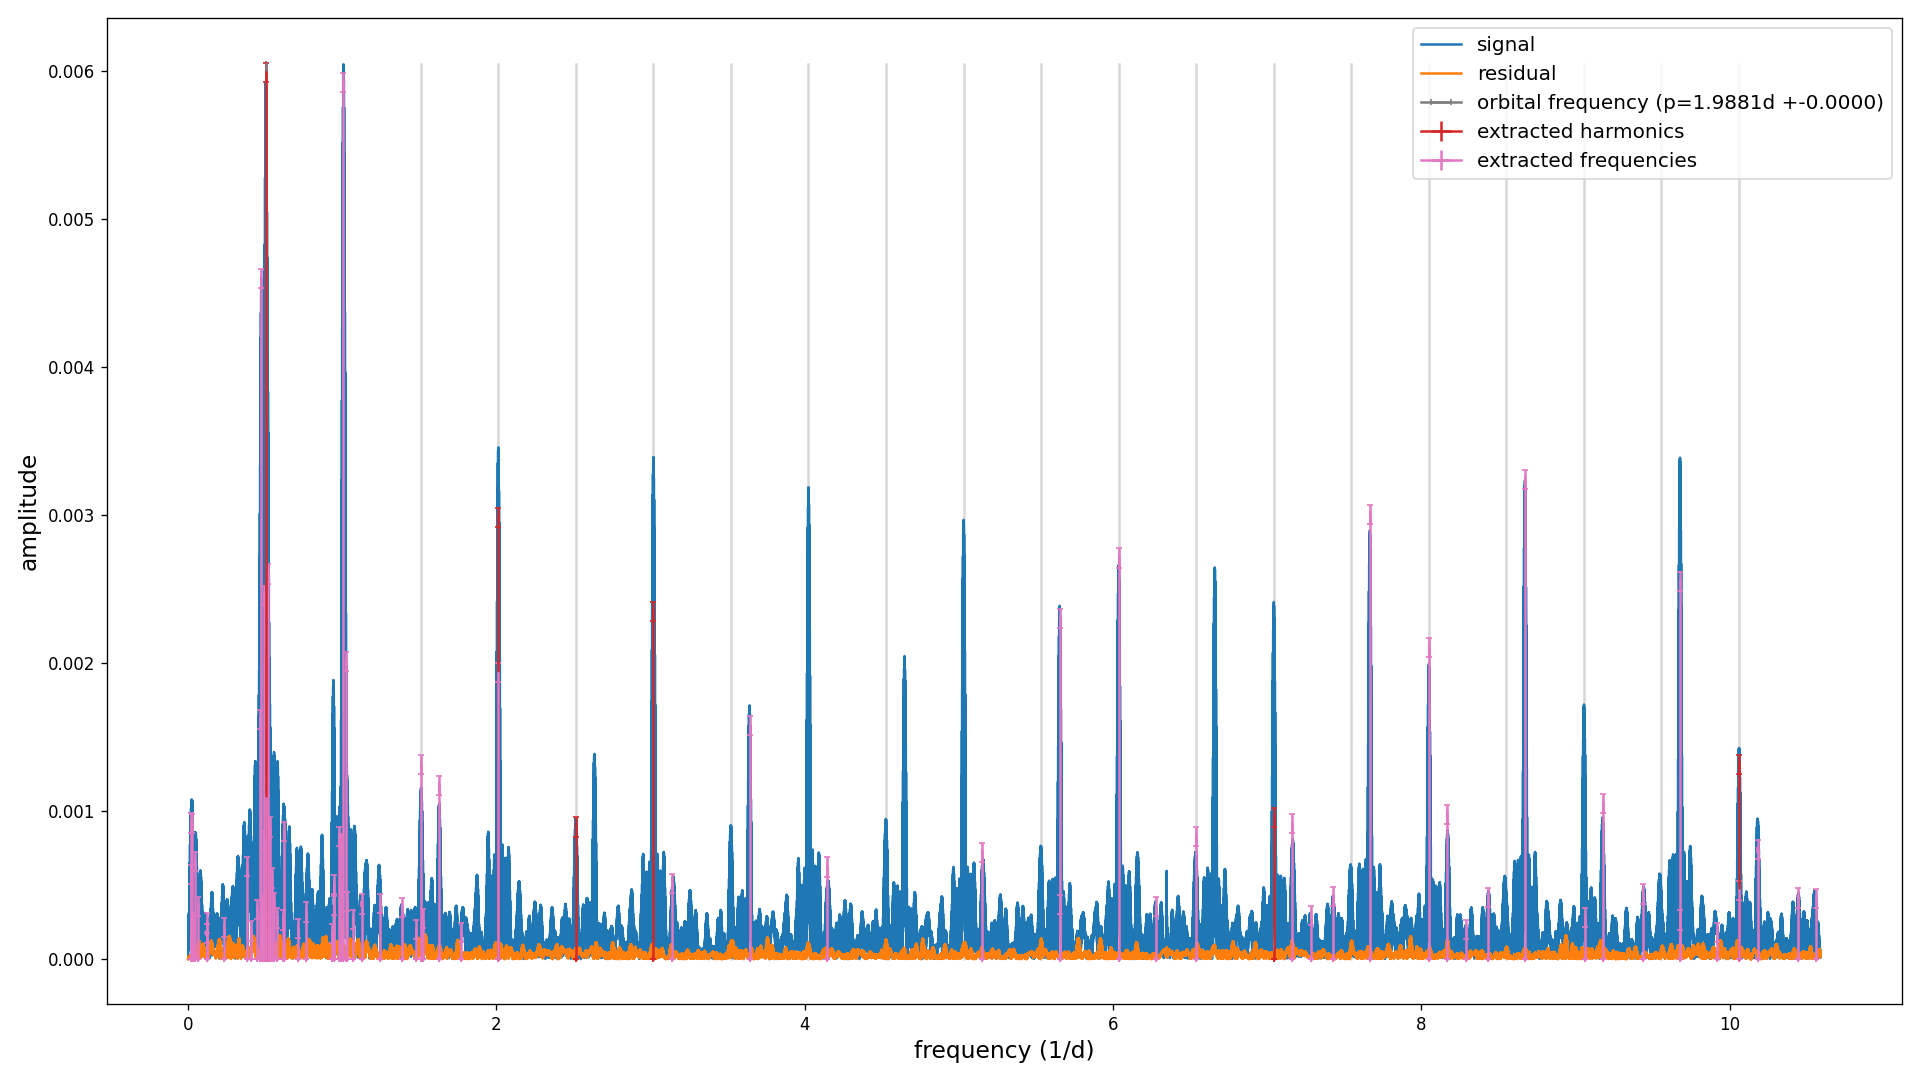 signal
residual
orbital frequency (p=1.9881d +-0.0000)
extracted harmonics
extracted frequencies
0.006
0.005
0.004
0.003
0.002
0.001
0.000
amplitude
0 2 4 6 8 10
frequency (1/d)